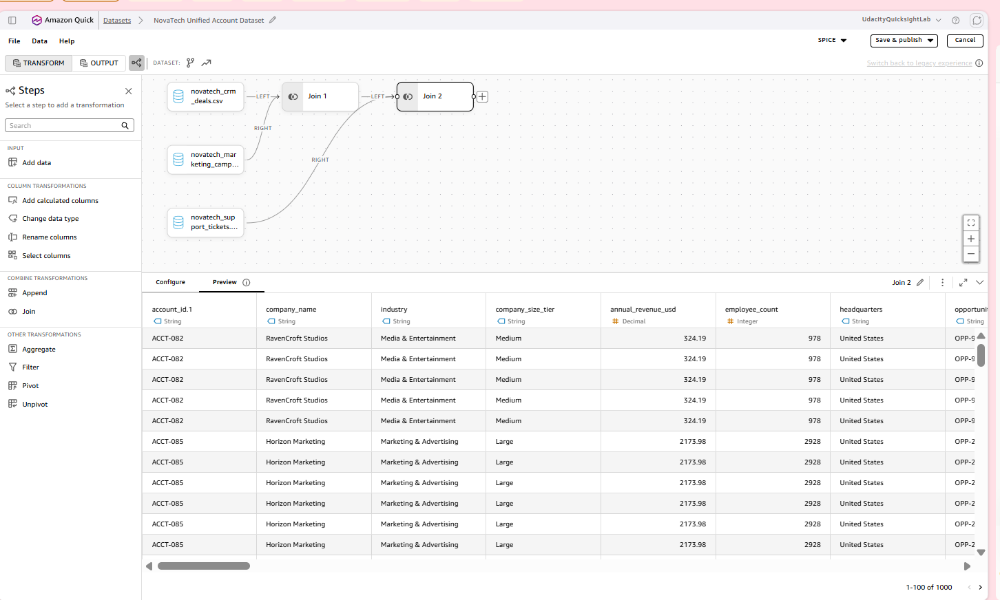 Amazon Quick
Datasets
NovaTech Unified Account Dataset
UdacityQuicksightLab
File
Data
Help
SPICE
Save & publish
Cancel
TRANSFORM
OUTPUT
DATASET:
Switch back to legacy experience
Steps
Select a step to add a transformation
Search
INPUT
Add data
COLUMN TRANSFORMATIONS
Add calculated columns
Change data type
Rename columns
Select columns
COMBINE TRANSFORMATIONS
Append
Join
OTHER TRANSFORMATIONS
Aggregate
Filter
Pivot
Unpivot
novatech_crm
_deals.csv
LEFT
Join 1
LEFT
Join 2
RIGHT
novatech_mar
keting_camp...
RIGHT
novatech_sup
port_tickets....
Configure
Preview
Join 2
account_id.1 company_name industry company_size_tier annual_revenue_usd employee_count headquarters opportuni
String String String String Decimal Integer String String
ACCT-082 RavenCroft Studios Media & Entertainment Medium 324.19 978 United States OPP-9
ACCT-082 RavenCroft Studios Media & Entertainment Medium 324.19 978 United States OPP-9
ACCT-082 RavenCroft Studios Media & Entertainment Medium 324.19 978 United States OPP-9
ACCT-082 RavenCroft Studios Media & Entertainment Medium 324.19 978 United States OPP-9
ACCT-082 RavenCroft Studios Media & Entertainment Medium 324.19 978 United States OPP-9
ACCT-085 Horizon Marketing Marketing & Advertising Large 2173.98 2928 United States OPP-2
ACCT-085 Horizon Marketing Marketing & Advertising Large 2173.98 2928 United States OPP-2
ACCT-085 Horizon Marketing Marketing & Advertising Large 2173.98 2928 United States OPP-2
ACCT-085 Horizon Marketing Marketing & Advertising Large 2173.98 2928 United States OPP-2
ACCT-085 Horizon Marketing Marketing & Advertising Large 2173.98 2928 United States OPP-2
ACCT-085 Horizon Marketing Marketing & Advertising Large 2173.98 2928 United States OPP-2
1-100 of 1000